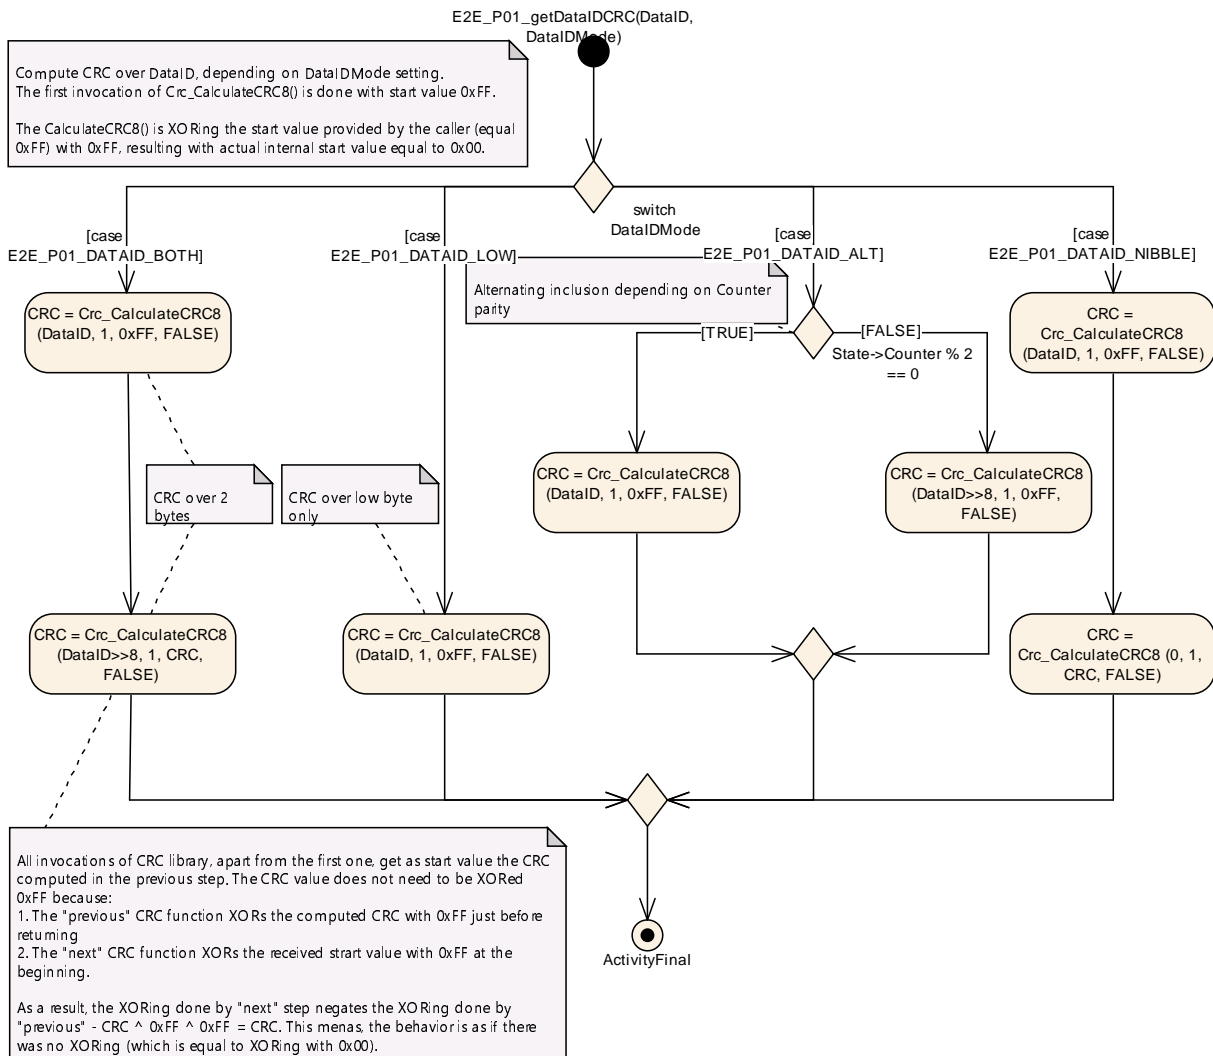 E2E_P01_getDataIDCRC(DataID,
DataIDMode)
Compute CRC over DataID, depending on DataIDMode setting.
The first invocation of Crc_CalculateCRC8() is done with start value 0xFF.
The CalculateCRC8() is XORing the start value provided by the caller (equal
0xFF) with 0xFF, resulting with actual internal start value equal to 0x00.
switch
DataIDMode
[case
E2E_P01_DATAID_BOTH]
[case
E2E_P01_DATAID_LOW]
[case
E2E_P01_DATAID_ALT]
[case
E2E_P01_DATAID_NIBBLE]
Alternating inclusion depending on Counter
parity
CRC = Crc_CalculateCRC8
(DataID, 1, 0xFF, FALSE)
[TRUE]
[FALSE]
State->Counter % 2
== 0
CRC =
Crc_CalculateCRC8
(DataID, 1, 0xFF, FALSE)
CRC over 2
bytes
CRC over low byte
only
CRC = Crc_CalculateCRC8
(DataID, 1, 0xFF, FALSE)
CRC = Crc_CalculateCRC8
(DataID>>8, 1, 0xFF,
FALSE)
CRC = Crc_CalculateCRC8
(DataID>>8, 1, CRC,
FALSE)
CRC = Crc_CalculateCRC8
(DataID, 1, 0xFF, FALSE)
CRC =
Crc_CalculateCRC8 (0, 1,
CRC, FALSE)
All invocations of CRC library, apart from the first one, get as start value the CRC
computed in the previous step. The CRC value does not need to be XORed
0xFF because:
1. The "previous" CRC function XORs the computed CRC with 0xFF just before
returning
2. The "next" CRC function XORs the received strart value with 0xFF at the
beginning.
As a result, the XORing done by "next" step negates the XORing done by
"previous" - CRC ^ 0xFF ^ 0xFF = CRC. This menas, the behavior is as if there
was no XORing (which is equal to XORing with 0x00).
ActivityFinal